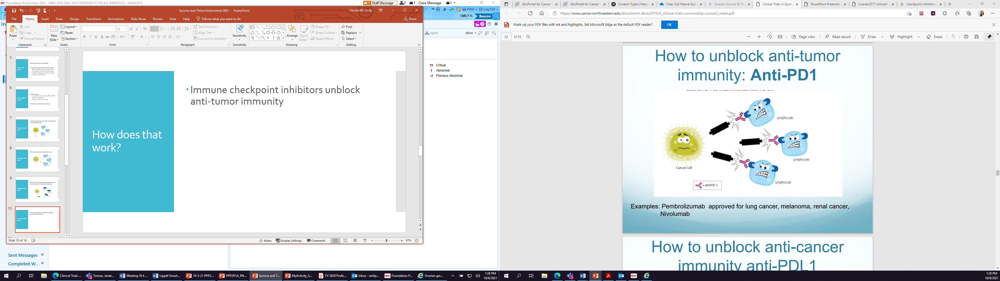 Foundation Production /85lv - NMG GYN ONC 250 E SUPERIOR ST STE 420 (PRENTICE) - NM267619
2 Staff Message 2 1 : Case Message 1
Survive and Thrive Endometrial 2021 - PowerPoint
Hinchcliff, Emily
Print Log Out
File Home Insert Draw Design Transitions Animations Slide Show Review View Help Tell me what you want to do Share
EMILY H. Beacon
Paste
Cut
Copy
Format Painter
Clipboard
New Slide
Layout
Reset
Section
Slides
32
Font
Text Direction
Align Text
Convert to SmartArt
Paragraph
Sensitivity
Sensitivity
Arrange
Quick Styles
Shape Fill
Shape Outline
Shape Effects
Drawing
Find
Replace
Select
Editing
Appts More
Critical
Abnormal
Previous Abnormal
5
6
7
8
9
10
How does that
work?
• Immune checkpoint inhibitors unblock
anti-tumor immunity
Slide 10 of 16
Notes Display Settings Comments 97%
Sent Messages
Completed W...
cBioPortal for Cancer
cBioPortal for Cancer
Content Types | Natur
Clear Cell Nature Sub
Ovarian Survive & Th
Clinical Trials in Gyne
PowerPoint Presentati
ovarian2017-clinicaltr
checkpoint inhibitor e
https://www.cancer.northwestern.edu/docs/event-docs/2019/5_clinical-trials-survivorship-course2_matei.pdf
Mark-up your PDF files with ink and highlights. Set Microsoft Edge as the default PDF reader? OK
32 of 53
Page view Read aloud Draw Highlight Erase
How to unblock anti-tumor
immunity: Anti-PD1
Lymphocyte
Lymphocyte
Cancer Cell
Lymphocyte
= anti PD-1
Examples: Pembrolizumab approved for lung cancer, melanoma, renal cancer,
Nivolumab
How to unblock anti-cancer
immunity anti-PDL1
Clinical Trials ...
Toman, Janet...
Meeting 10 4 ...
Lippitt Smart...
10-3-21 PPP2...
PPP2R1A_RN...
Survive and T...
MyActivity_S...
FY 2020 Profe...
Inbox - emily...
Foundation P...
Ovarian ger...
1:28 PM
10/8/2021
1:28 PM
10/8/2021